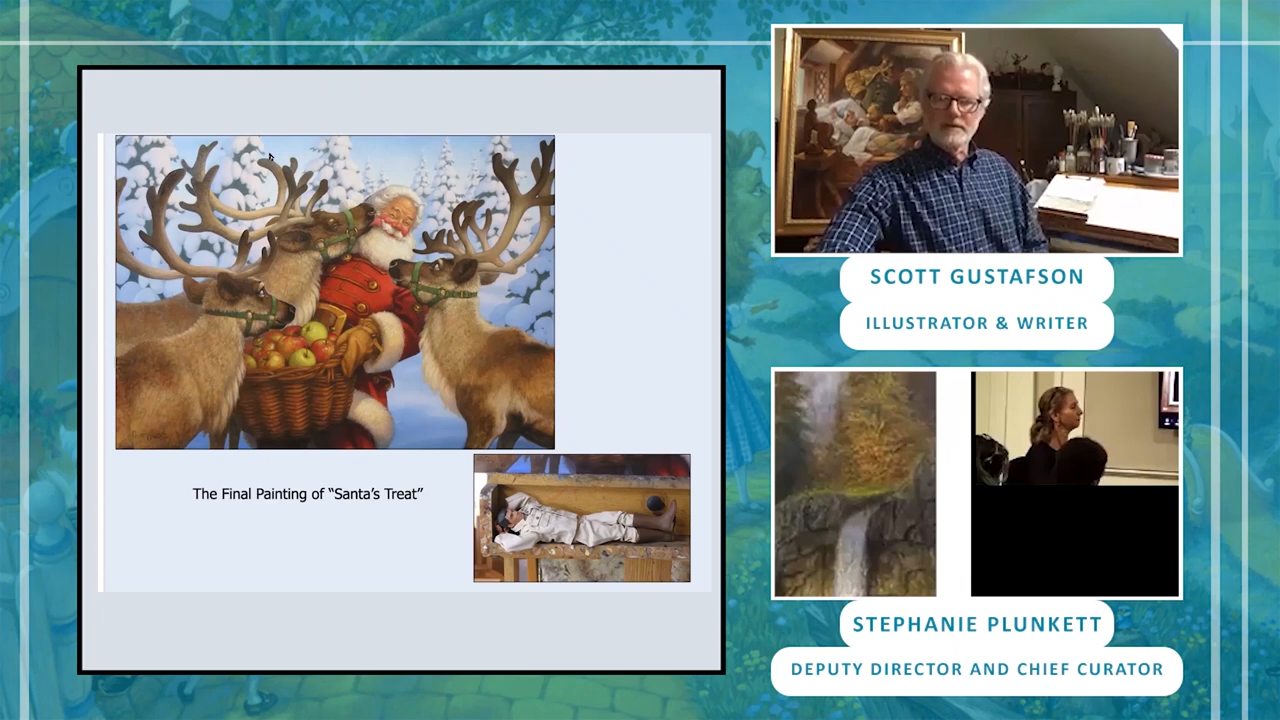 The Final Painting of “Santa’s Treat”
SCOTT GUSTAFSON
ILLUSTRATOR & WRITER
STEPHANIE PLUNKETT
DEPUTY DIRECTOR AND CHIEF CURATOR